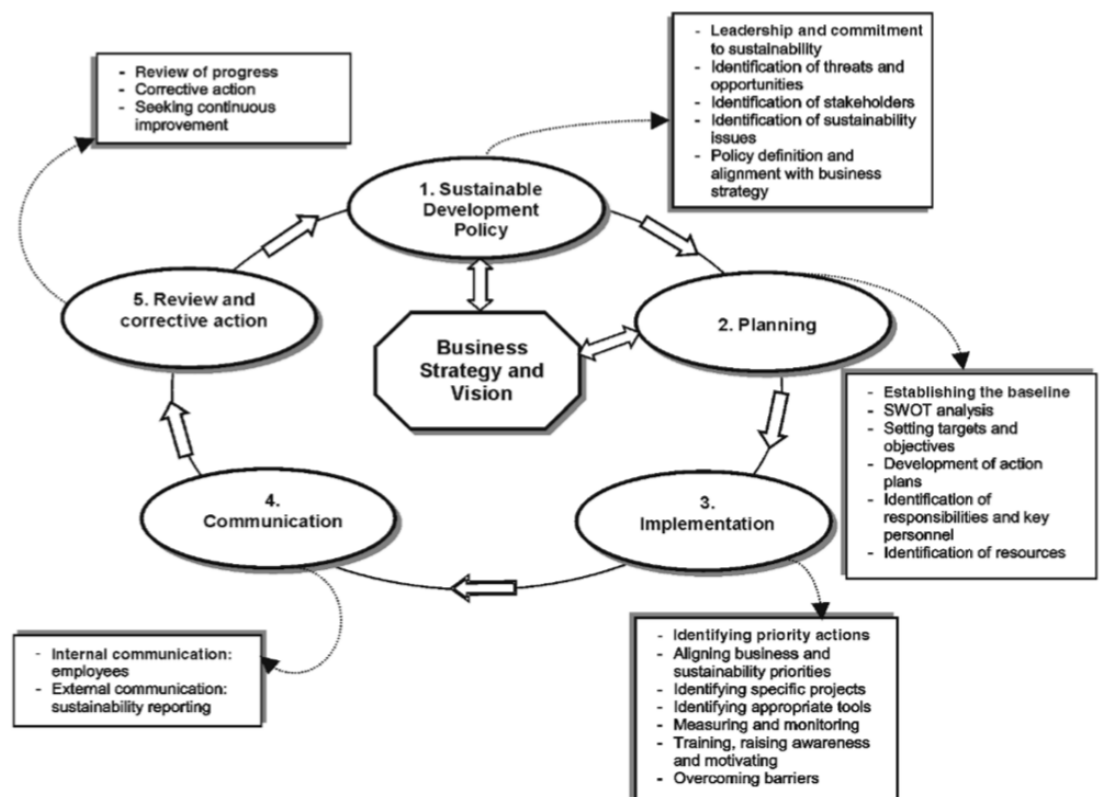 - Leadership and commitment
to sustainability
- Identification of threats and
opportunities
- Identification of stakeholders
- Identification of sustainability
issues
- Policy definition and
alignment with business
strategy
- Review of progress
- Corrective action
- Seeking continuous
improvement
1. Sustainable
Development
Policy
5. Review and
corrective action
2. Planning
Business
Strategy and
Vision
- Establishing the baseline
- SWOT analysis
- Setting targets and
objectives
- Development of action
plans
- Identification of
responsibilities and key
personnel
- Identification of resources
4.
Communication
3.
Implementation
- Internal communication:
employees
- External communication:
sustainability reporting
- Identifying priority actions
- Aligning business and
sustainability priorities
- Identifying specific projects
- Identifying appropriate tools
- Measuring and monitoring
- Training, raising awareness
and motivating
- Overcoming barriers